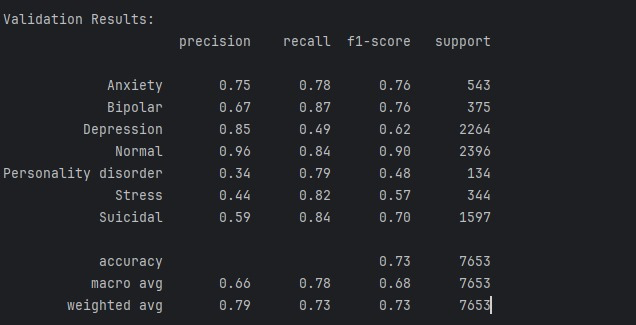 Validation Results:
precision recall f1-score support
Anxiety 0.75 0.78 0.76 543
Bipolar 0.67 0.87 0.76 375
Depression 0.85 0.49 0.62 2264
Normal 0.96 0.84 0.90 2396
Personality disorder 0.34 0.79 0.48 134
Stress 0.44 0.82 0.57 344
Suicidal 0.59 0.84 0.70 1597
accuracy 0.73 7653
macro avg 0.66 0.78 0.68 7653
weighted avg 0.79 0.73 0.73 7653